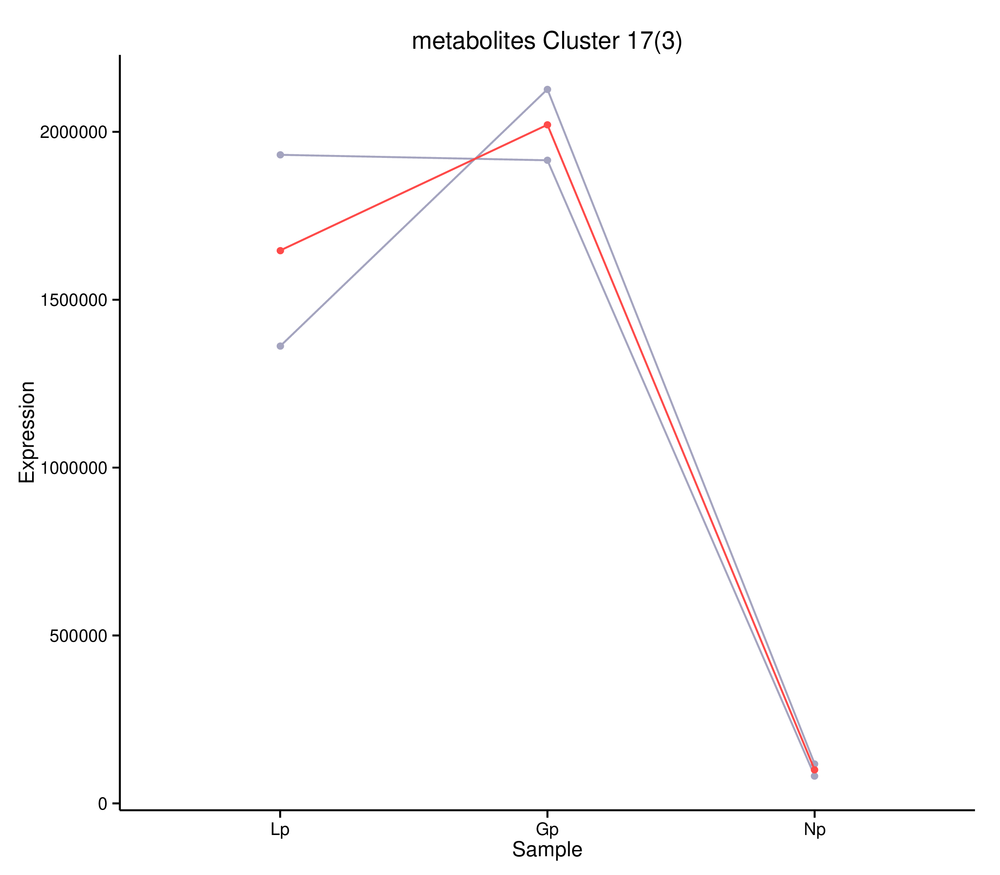 metabolites Cluster 17(3)
Expression
2000000
1500000
1000000
500000
0
Lp Gp Np
Sample